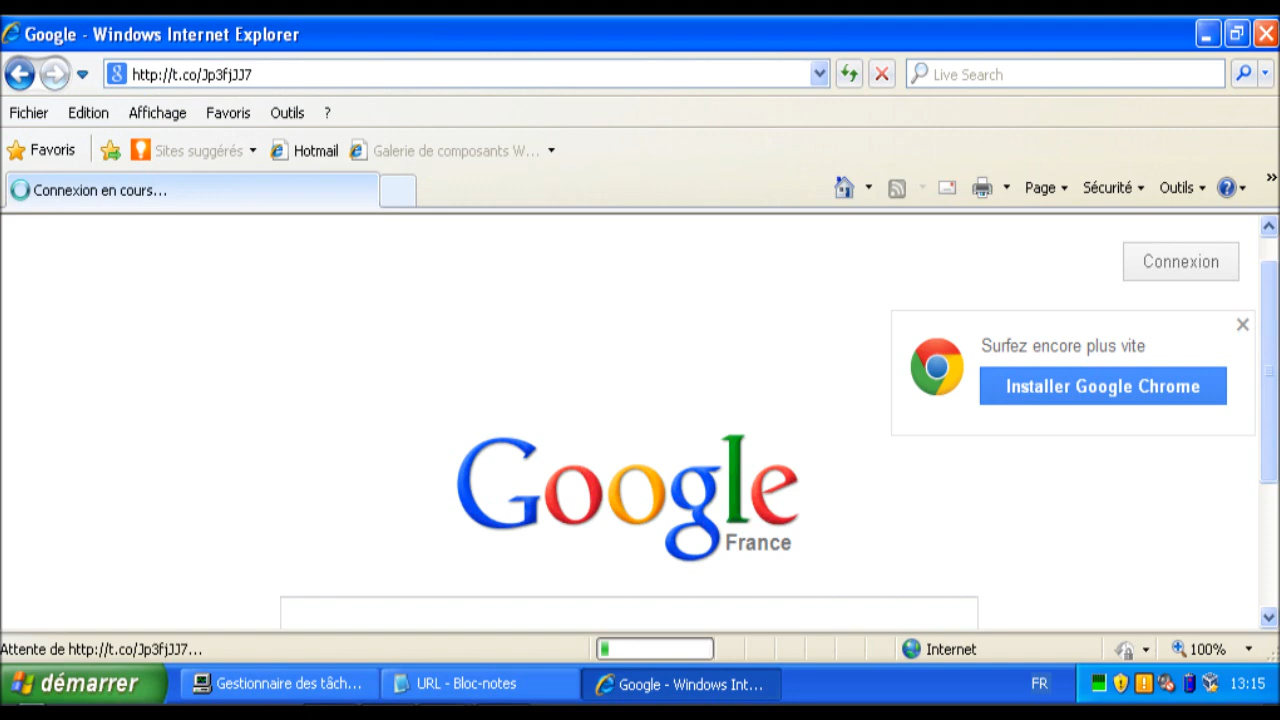 Google - Windows Internet Explorer
http://t.co/Jp3fjJJ7
Live Search
Fichier Edition Affichage Favoris Outils ?
Favoris Sites suggérés Hotmail Galerie de composants W...
Connexion en cours... Page Sécurité Outils
Connexion
Surfez encore plus vite
Installer Google Chrome
Google
France
Attente de http://t.co/Jp3fjJJ7... Internet 100%
démarrer Gestionnaire des tâch... URL - Bloc-notes Google - Windows Int... FR 13:15